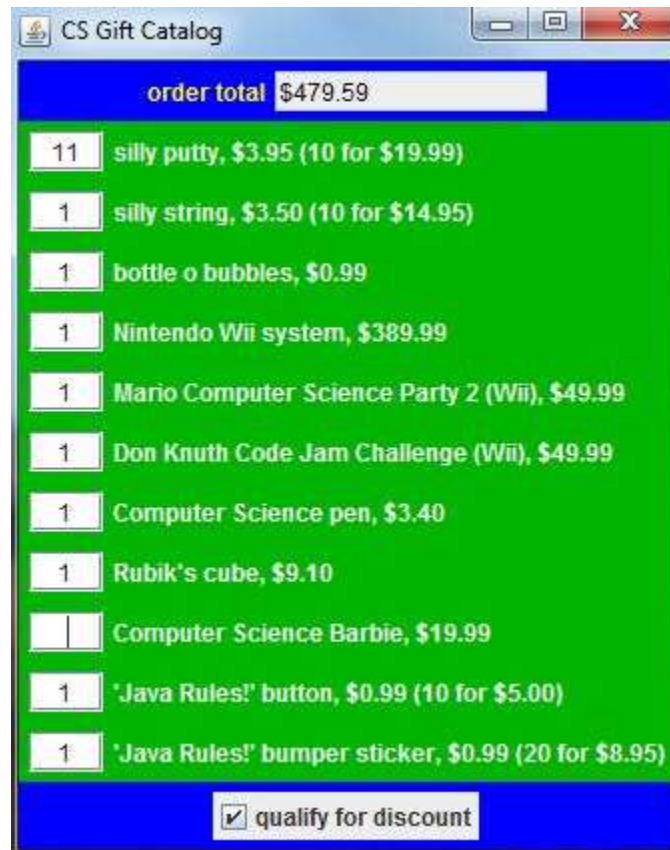 CS Gift Catalog
order total $479.59
11 silly putty, $3.95 (10 for $19.99)
1 silly string, $3.50 (10 for $14.95)
1 bottle o bubbles, $0.99
1 Nintendo Wii system, $389.99
1 Mario Computer Science Party 2 (Wii), $49.99
1 Don Knuth Code Jam Challenge (Wii), $49.99
1 Computer Science pen, $3.40
1 Rubik's cube, $9.10
Computer Science Barbie, $19.99
1 'Java Rules!' button, $0.99 (10 for $5.00)
1 'Java Rules!' bumper sticker, $0.99 (20 for $8.95)
qualify for discount